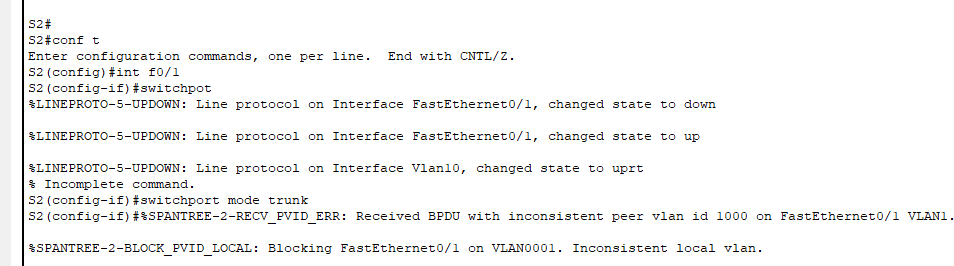 S2#
S2#conf t
Enter configuration commands, one per line.  End with CNTL/Z.
S2(config)#int f0/1
S2(config-if)#switchpot
%LINEPROTO-5-UPDOWN: Line protocol on Interface FastEthernet0/1, changed state to down
%LINEPROTO-5-UPDOWN: Line protocol on Interface FastEthernet0/1, changed state to up
%LINEPROTO-5-UPDOWN: Line protocol on Interface Vlan10, changed state to uprt
% Incomplete command.
S2(config-if)#switchport mode trunk
S2(config-if)#%SPANTREE-2-RECV_PVID_ERR: Received BPDU with inconsistent peer vlan id 1000 on FastEthernet0/1 VLAN1.
%SPANTREE-2-BLOCK_PVID_LOCAL: Blocking FastEthernet0/1 on VLAN0001. Inconsistent local vlan.